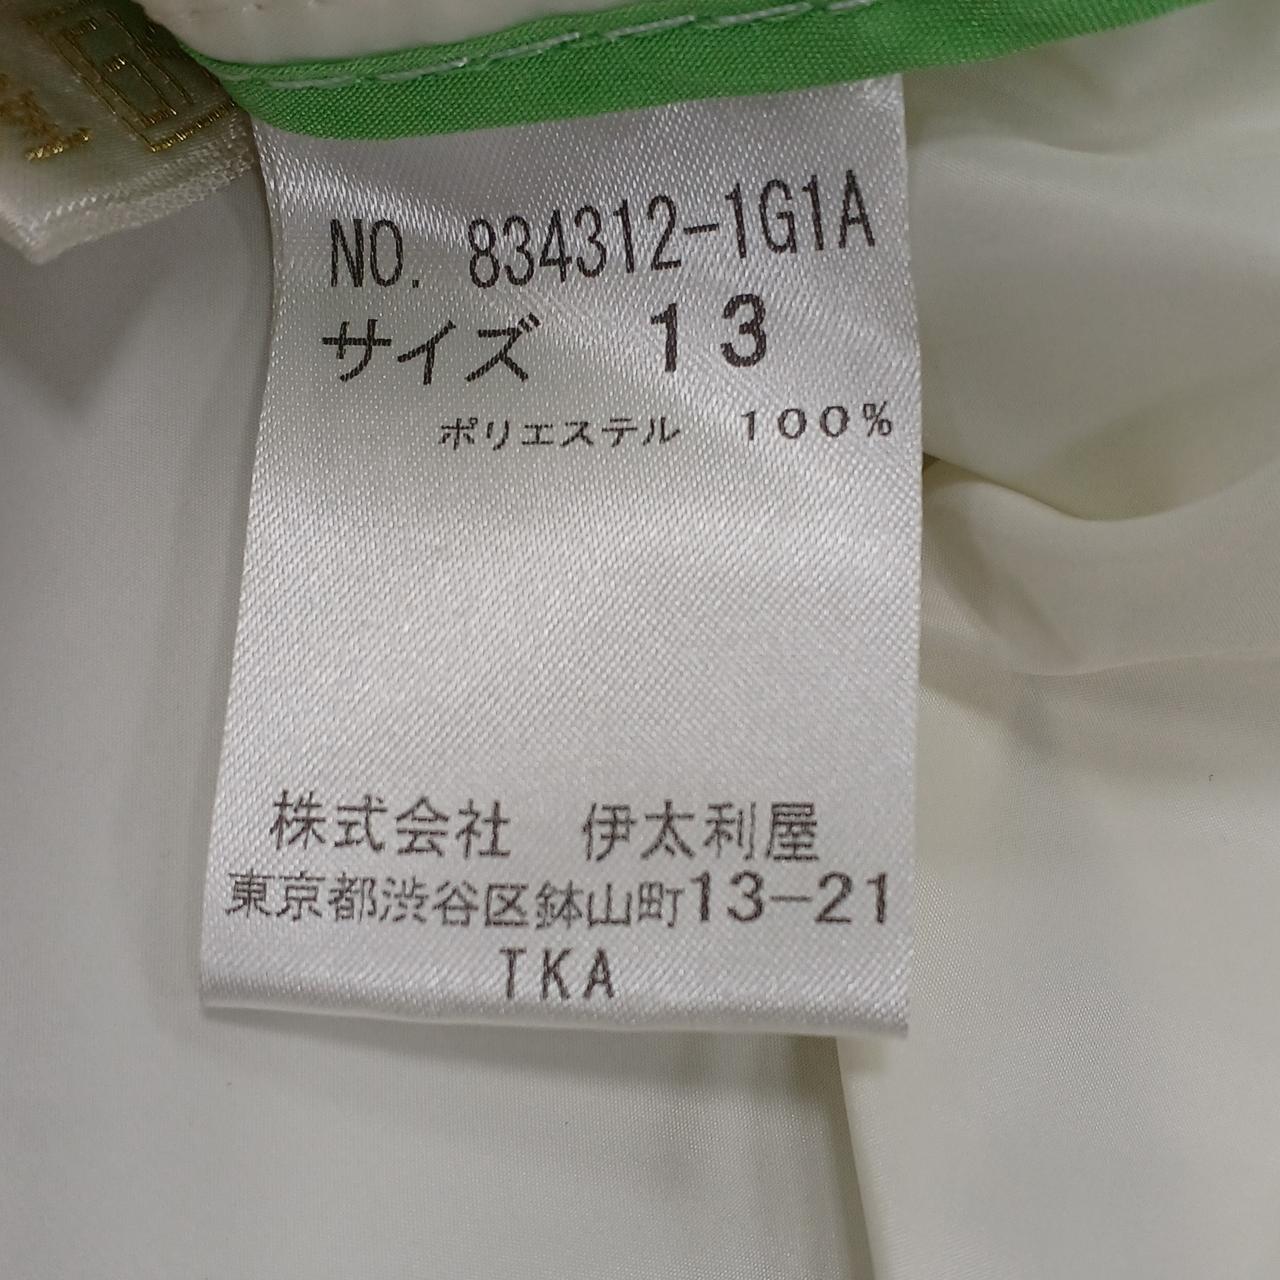 NO. 834312-1G1A
サイズ 13
ポリエステル 100%
株式会社 伊太利屋
東京都渋谷区鉢山町13-21
TKA